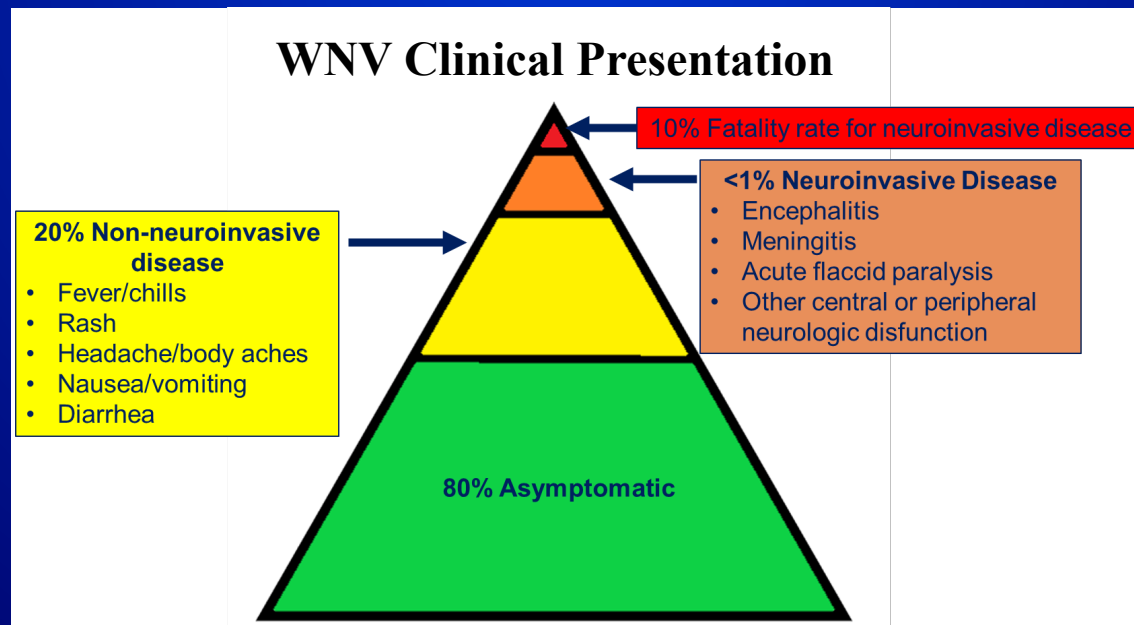 WNV Clinical Presentation
10% Fatality rate for neuroinvasive disease
<1% Neuroinvasive Disease
• Encephalitis
• Meningitis
• Acute flaccid paralysis
• Other central or peripheral
neurologic disfunction
20% Non-neuroinvasive
disease
• Fever/chills
• Rash
• Headache/body aches
• Nausea/vomiting
• Diarrhea
80% Asymptomatic